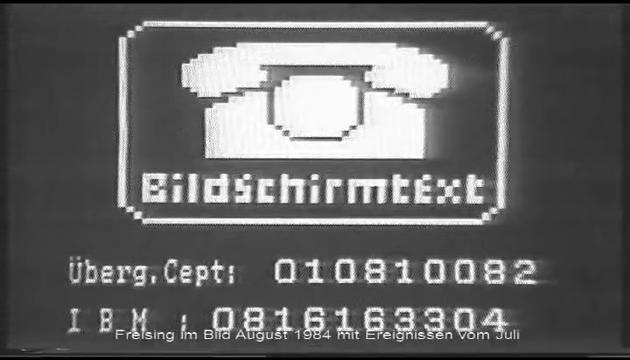 Bildschirmtext
Überg.Cept: 010810082
IBM : 0816163304
Freising im Bild August 1984 mit Ereignissen vom Juli